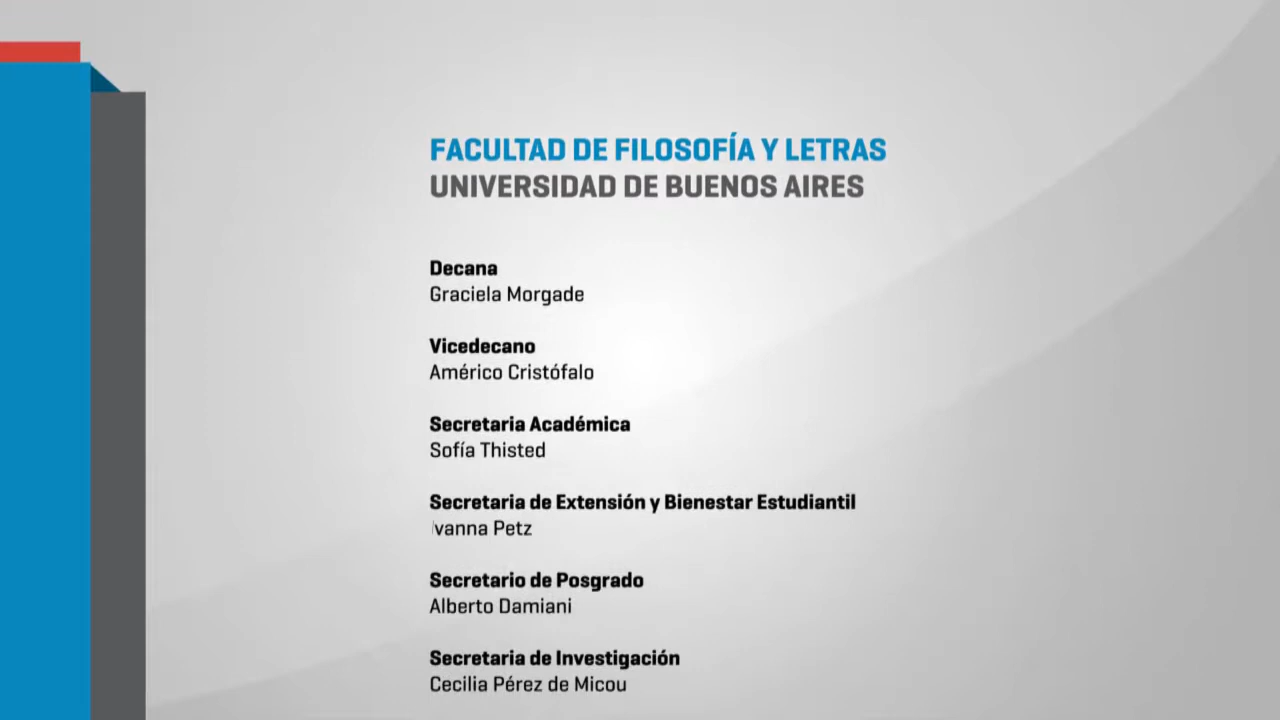 FACULTAD DE FILOSOFÍA Y LETRAS
UNIVERSIDAD DE BUENOS AIRES
Decana
Graciela Morgade
Vicedecano
Américo Cristófalo
Secretaria Académica
Sofía Thisted
Secretaria de Extensión y Bienestar Estudiantil
Ivanna Petz
Secretario de Posgrado
Alberto Damiani
Secretaria de Investigación
Cecilia Pérez de Micou